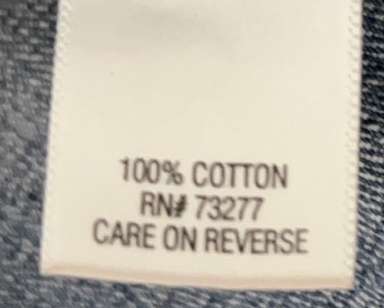 100% COTTON
RN# 73277
CARE ON REVERSE